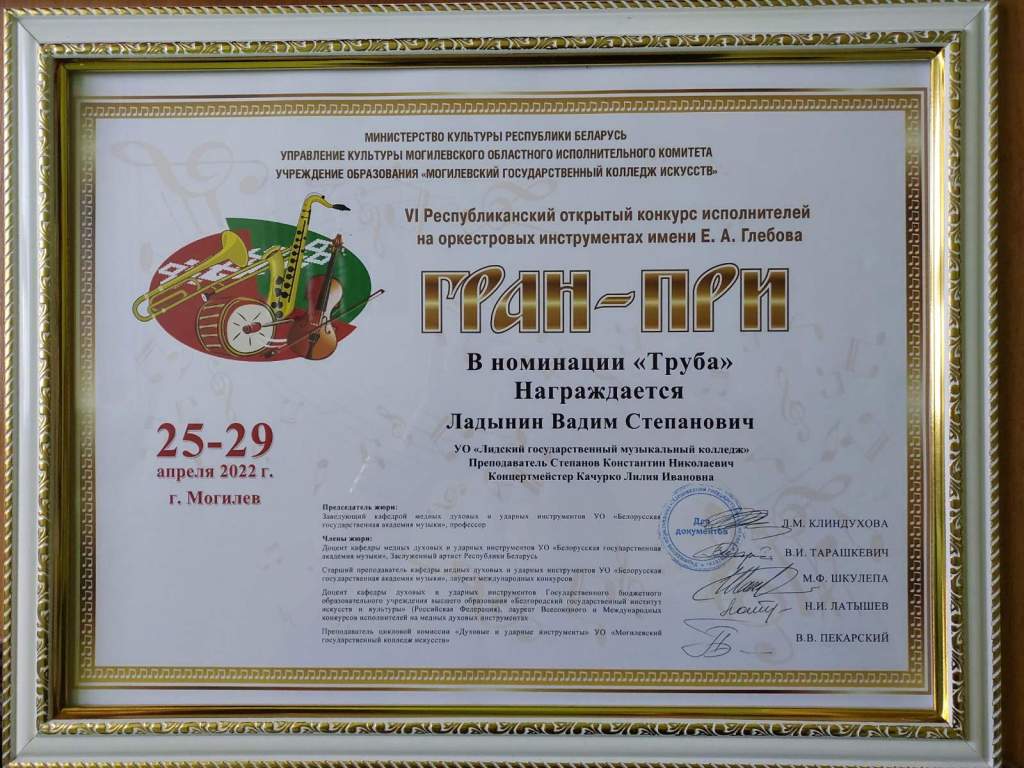 МИНИСТЕРСТВО КУЛЬТУРЫ РЕСПУБЛИКИ БЕЛАРУСЬ
УПРАВЛЕНИЕ КУЛЬТУРЫ МОГИЛЕВСКОГО ОБЛАСТНОГО ИСПОЛНИТЕЛЬНОГО КОМИТЕТА
УЧРЕЖДЕНИЕ ОБРАЗОВАНИЯ «МОГИЛЕВСКИЙ ГОСУДАРСТВЕННЫЙ КОЛЛЕДЖ ИСКУССТВ»
VI Республиканский открытый конкурс исполнителей
на оркестровых инструментах имени Е. А. Глебова
ГРАН-ПРИ
В номинации «Труба»
Награждается
Ладынин Вадим Степанович
УО «Лидский государственный музыкальный колледж»
Преподаватель Степанов Константин Николаевич
Концертмейстер Качурко Лилия Ивановна
25-29
апреля 2022 г.
г. Могилев
Председатель жюри:
Заведующий кафедрой медных духовых и ударных инструментов УО «Белорусская
государственная академия музыки», профессор
Л.М. КЛИНДУХОВА
Члены жюри:
Доцент кафедры медных духовых и ударных инструментов УО «Белорусская государственная
академия музыки», Заслуженный артист Республики Беларусь
В.И. ТАРАШКЕВИЧ
Старший преподаватель кафедры медных духовых и ударных инструментов УО «Белорусская
государственная академия музыки», лауреат международных конкурсов
М.Ф. ШКУЛЕПА
Доцент кафедры духовых и ударных инструментов Государственного бюджетного
образовательного учреждения высшего образования «Белгородский государственный институт
искусств и культуры» (Российская Федерация), лауреат Всесоюзного и Международных
конкурсов исполнителей на медных духовых инструментах
Н.И. ЛАТЫШЕВ
Преподаватель цикловой комиссии «Духовые и ударные инструменты» УО «Могилевский
государственный колледж искусств»
В.В. ПЕКАРСКИЙ
Для
документов